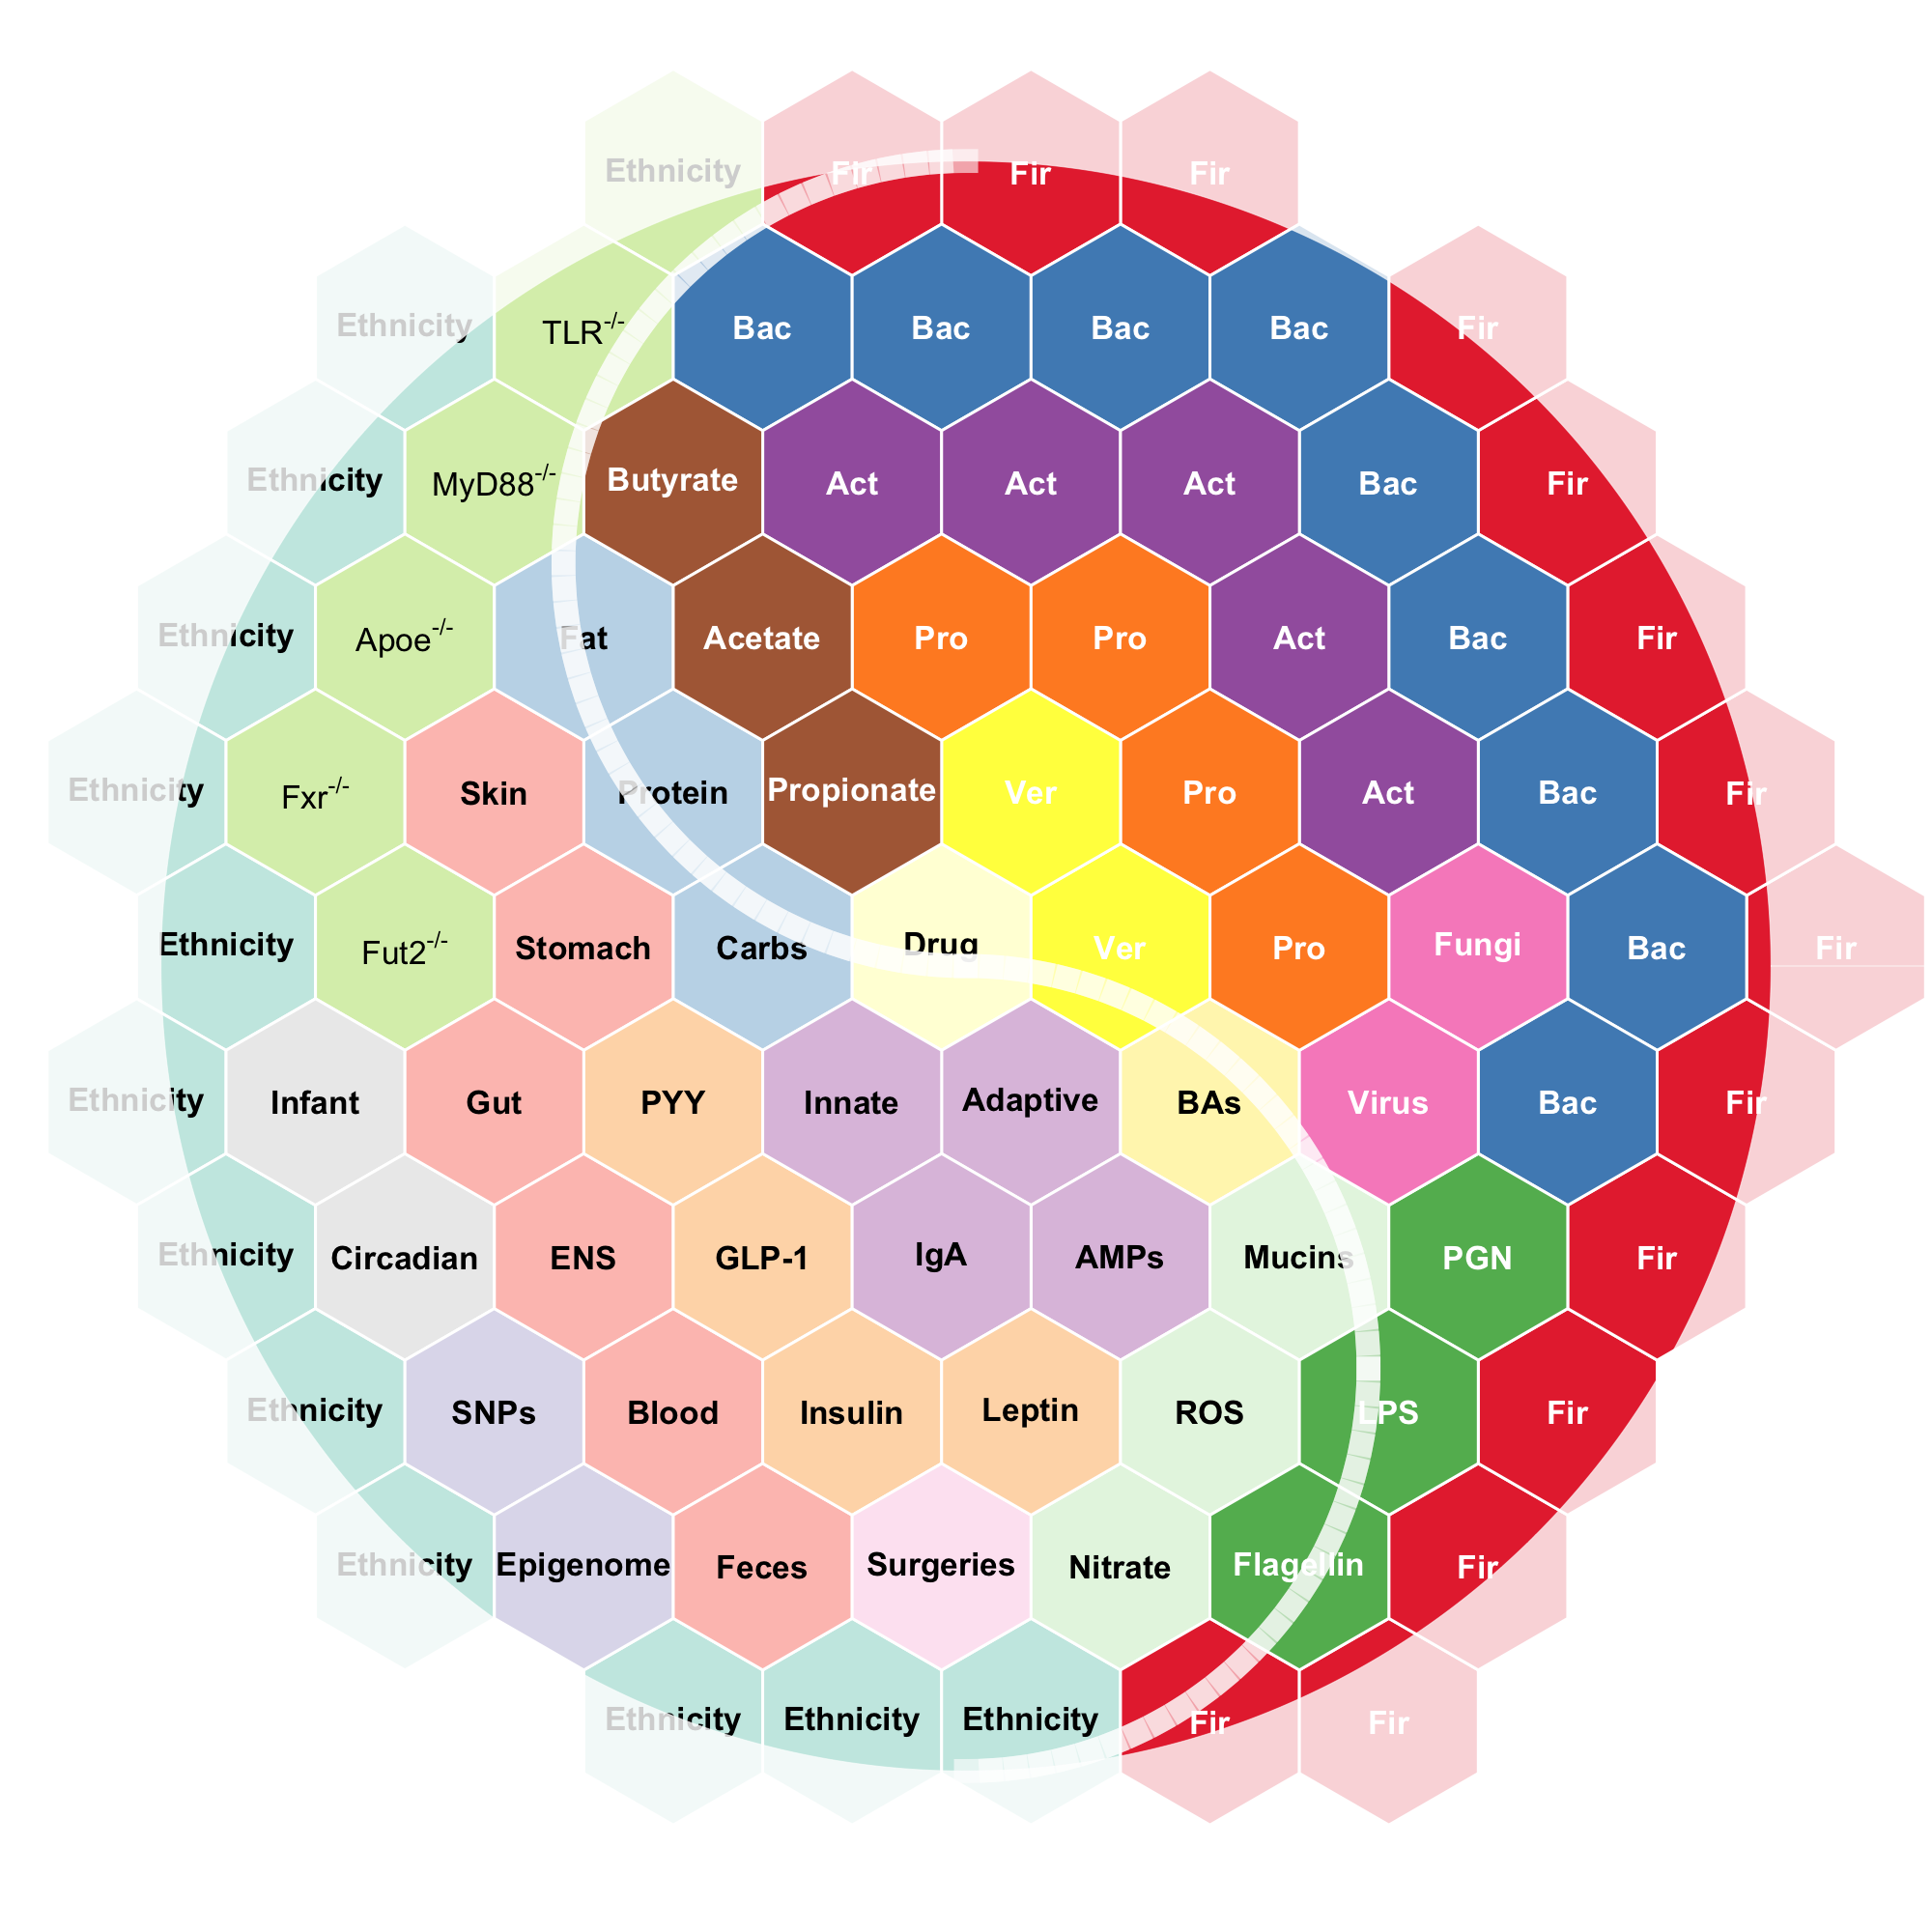 Ethnicity Fir Fir Fir
Ethnicity TLR-/- Bac Bac Bac Bac Fir
Ethnicity MyD88-/- Butyrate Act Act Act Bac Fir
Ethnicity Apoe-/- Fat Acetate Pro Pro Act Bac Fir
Ethnicity Fxr-/- Skin Protein Propionate Ver Pro Act Bac Fir
Ethnicity Fut2-/- Stomach Carbs Drug Ver Pro Fungi Bac Fir
Ethnicity Infant Gut PYY Innate Adaptive BAs Virus Bac Fir
Ethnicity Circadian ENS GLP-1 IgA AMPs Mucins PGN Fir
Ethnicity SNPs Blood Insulin Leptin ROS LPS Fir
Ethnicity Epigenome Feces Surgeries Nitrate Flagellin Fir
Ethnicity Ethnicity Ethnicity Fir Fir